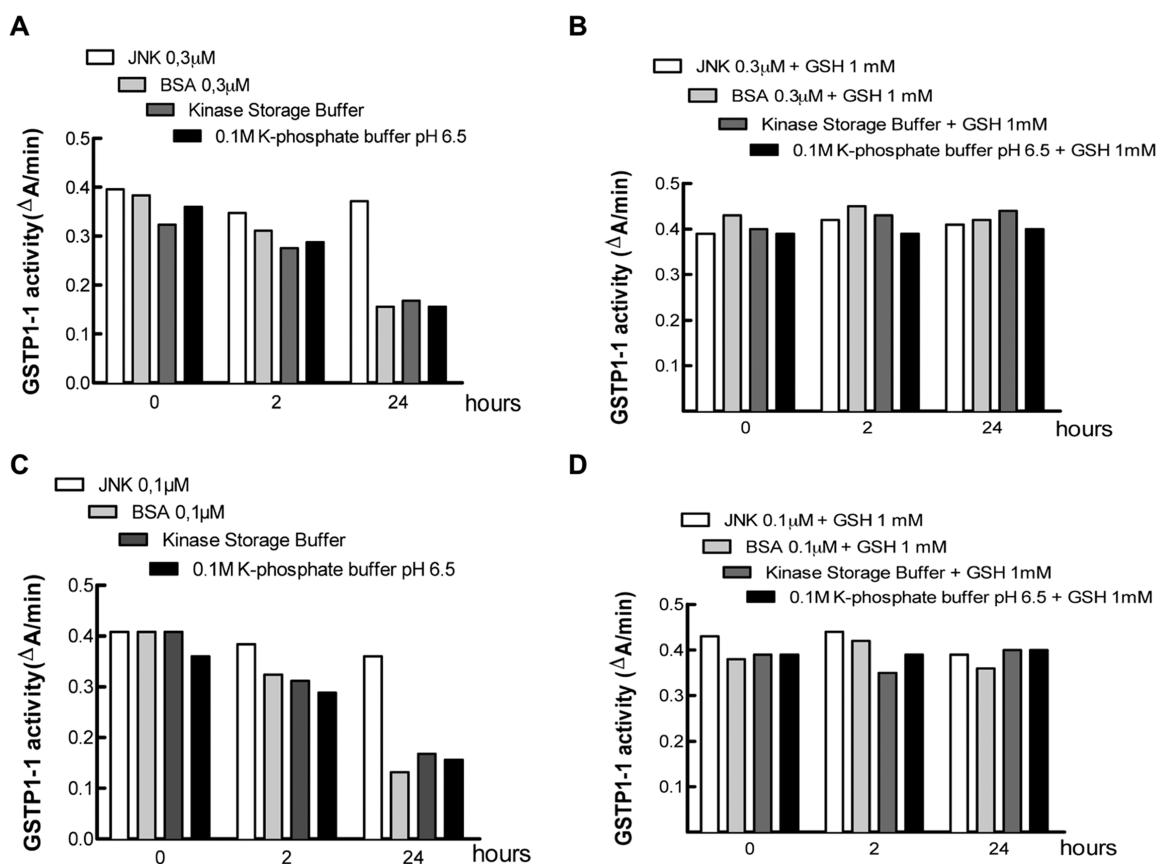 A
JNK 0,3μM
BSA 0,3μM
Kinase Storage Buffer
0.1M K-phosphate buffer pH 6.5
GSTP1-1 activity(ΔA/min)
0.5
0.4
0.3
0.2
0.1
0.0
0 2 24 hours
B
JNK 0.3μM + GSH 1 mM
BSA 0.3μM + GSH 1 mM
Kinase Storage Buffer + GSH 1mM
0.1M K-phosphate buffer pH 6.5 + GSH 1mM
GSTP1-1 activity (ΔA/min)
0.5
0.4
0.3
0.2
0.1
0 2 24 hours
C
JNK 0,1μM
BSA 0,1μM
Kinase Storage Buffer
0.1M K-phosphate buffer pH 6.5
GSTP1-1 activity(ΔA/min)
0.5
0.4
0.3
0.2
0.1
0.0
0 2 24 hours
D
JNK 0.1μM + GSH 1 mM
BSA 0.1μM + GSH 1 mM
Kinase Storage Buffer + GSH 1mM
0.1M K-phosphate buffer pH 6.5 + GSH 1mM
GSTP1-1 activity (ΔA/min)
0.5
0.4
0.3
0.2
0.1
0 2 24 hours